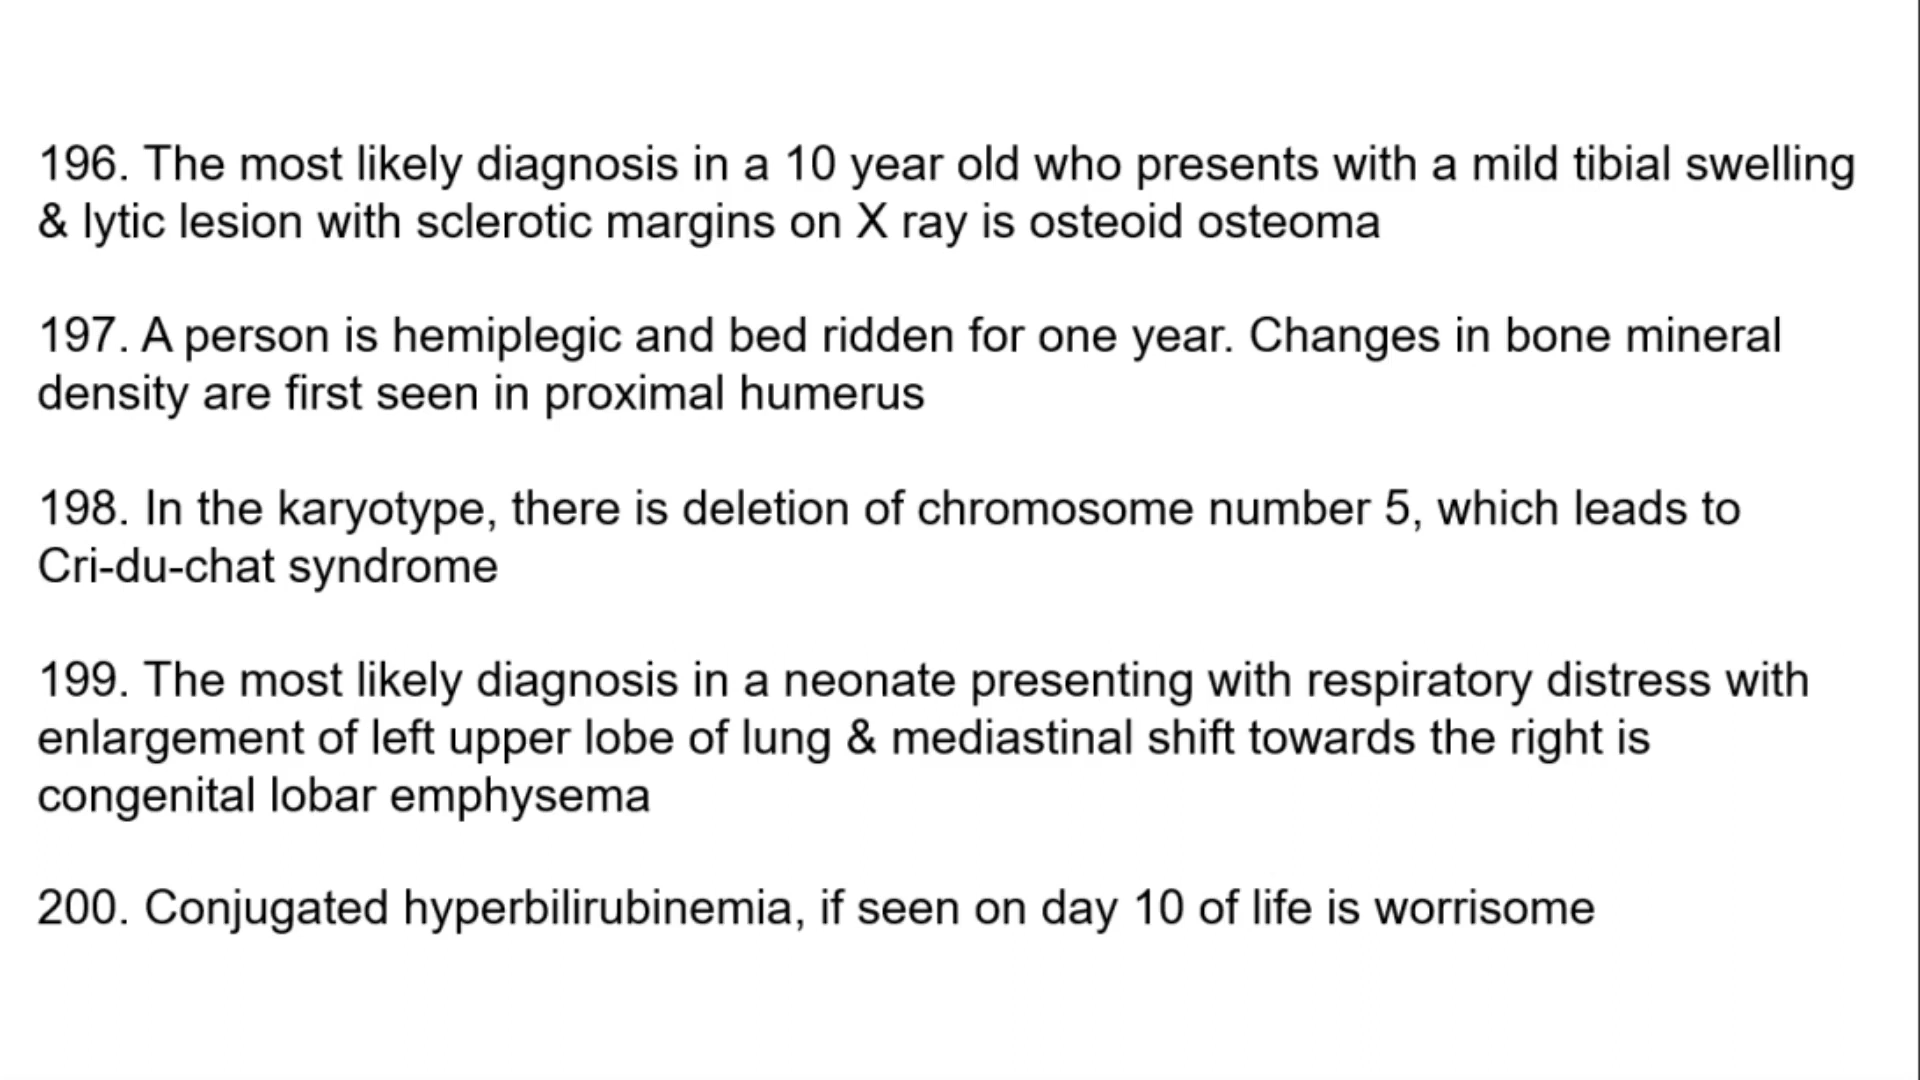 196. The most likely diagnosis in a 10 year old who presents with a mild tibial swelling
& lytic lesion with sclerotic margins on X ray is osteoid osteoma
197. A person is hemiplegic and bed ridden for one year. Changes in bone mineral
density are first seen in proximal humerus
198. In the karyotype, there is deletion of chromosome number 5, which leads to
Cri-du-chat syndrome
199. The most likely diagnosis in a neonate presenting with respiratory distress with
enlargement of left upper lobe of lung & mediastinal shift towards the right is
congenital lobar emphysema
200. Conjugated hyperbilirubinemia, if seen on day 10 of life is worrisome